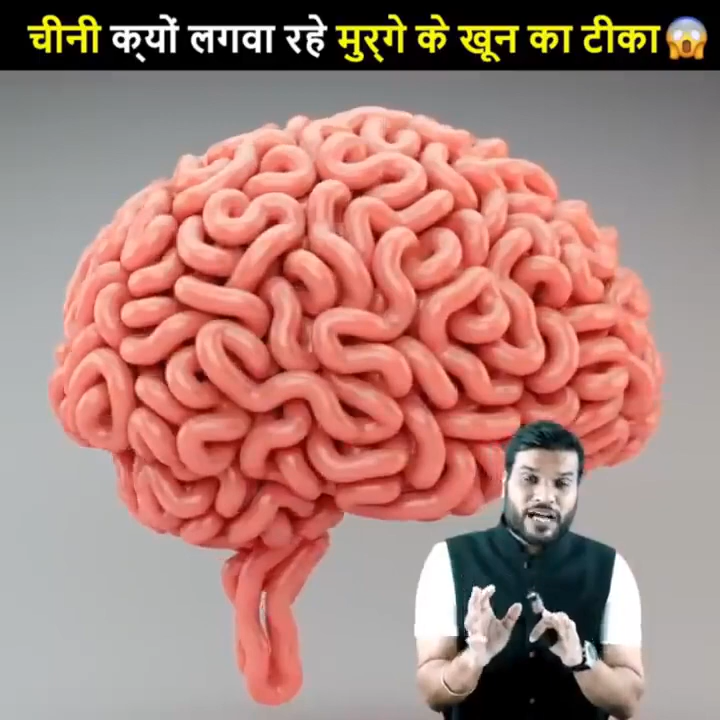 चीनी क्यों लगवा रहे मुर्गे के खून का टीका😱